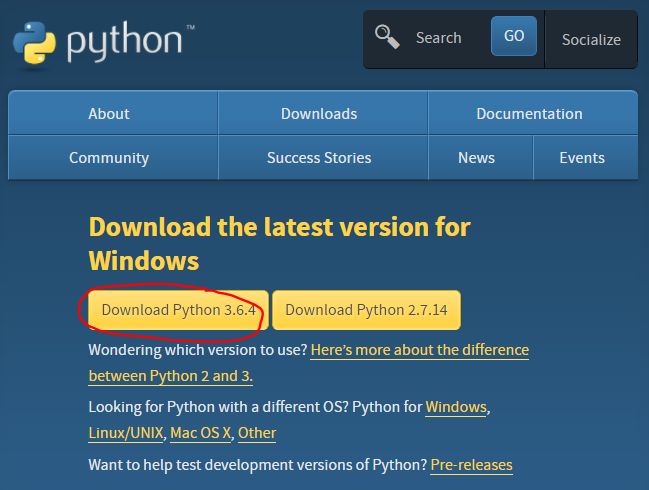 python™
Search
GO
Socialize
About
Downloads
Documentation
Community
Success Stories
News
Events
Download the latest version for
Windows
Download Python 3.6.4
Download Python 2.7.14
Wondering which version to use? Here's more about the difference
between Python 2 and 3.
Looking for Python with a different OS? Python for Windows,
Linux/UNIX, Mac OS X, Other
Want to help test development versions of Python? Pre-releases